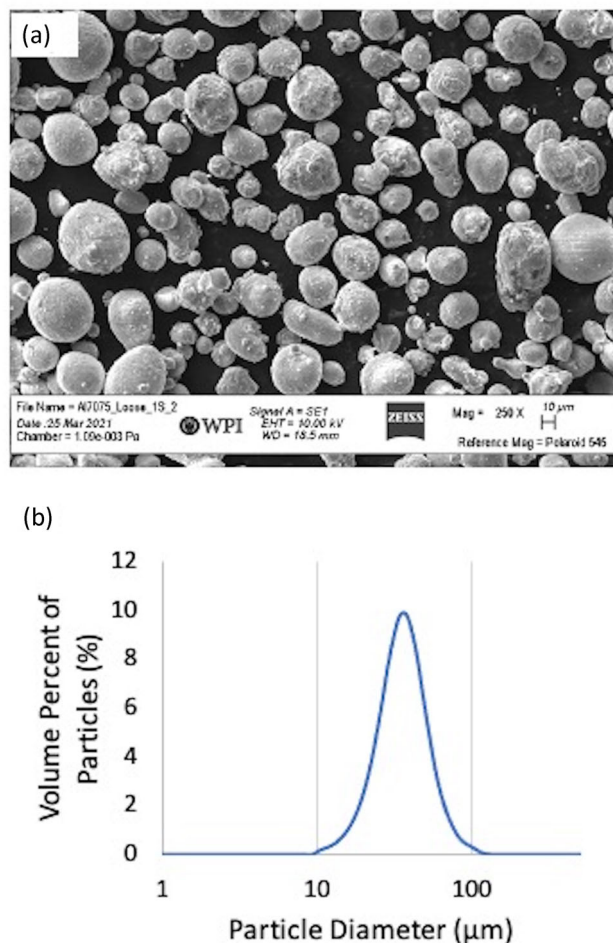 (a)
File Name = Al7075_Loose_1S_2
Date :25 Mar 2021
Chamber = 1.09e-003 Pa
WPI
Signal A = SE1
EHT = 10.00 kV
WD = 18.5 mm
ZEISS
Mag = 250 X
10 µm
Reference Mag = Polaroid 545
(b)
Volume Percent of
Particles (%)
12
10
8
6
4
2
0
1
10
100
Particle Diameter (µm)